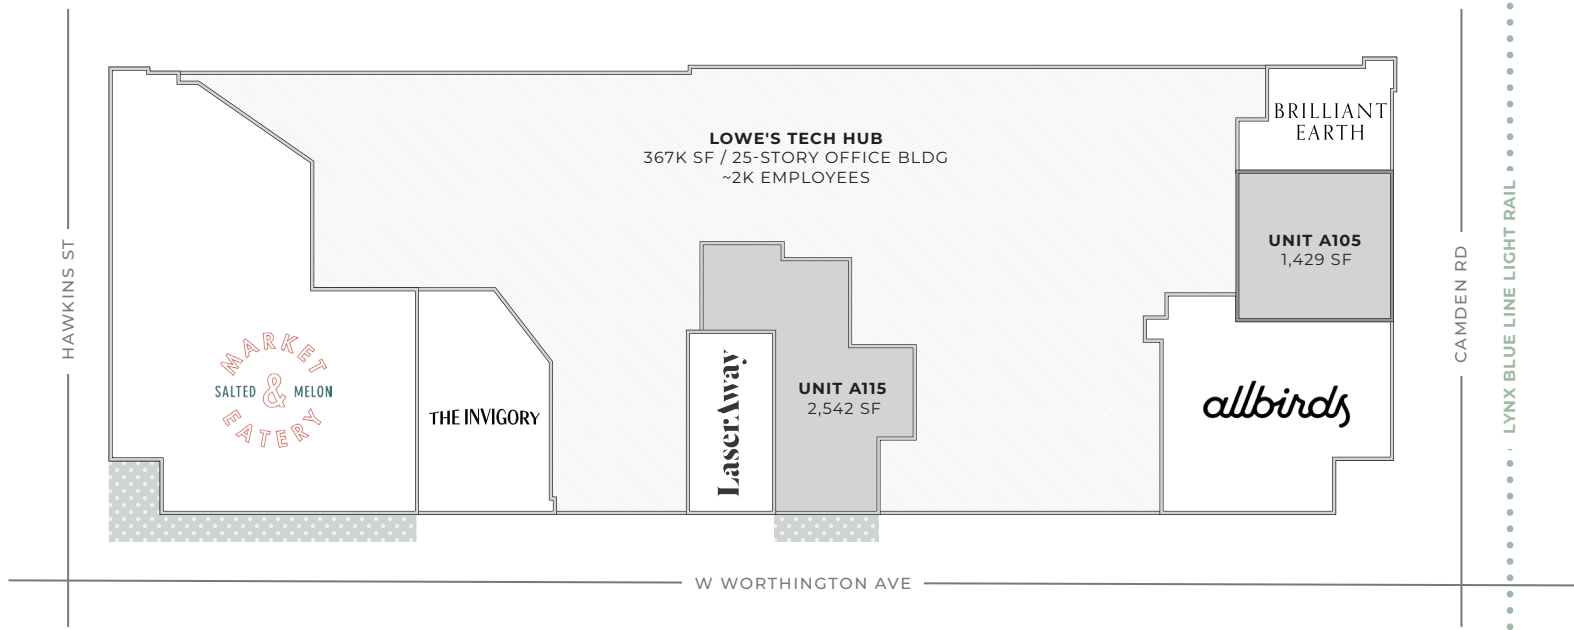 LOWE'S TECH HUB
367K SF / 25-STORY OFFICE BLDG
~2K EMPLOYEES
BRILLIANT
EARTH
UNIT A105
1,429 SF
HAWKINS ST
MARKET
SALTED & MELON
EATERY
THE INVIGORY
LaserAway
UNIT A115
2,542 SF
allbirds
CAMDEN RD
LYNX BLUE LINE LIGHT RAIL
W WORTHINGTON AVE